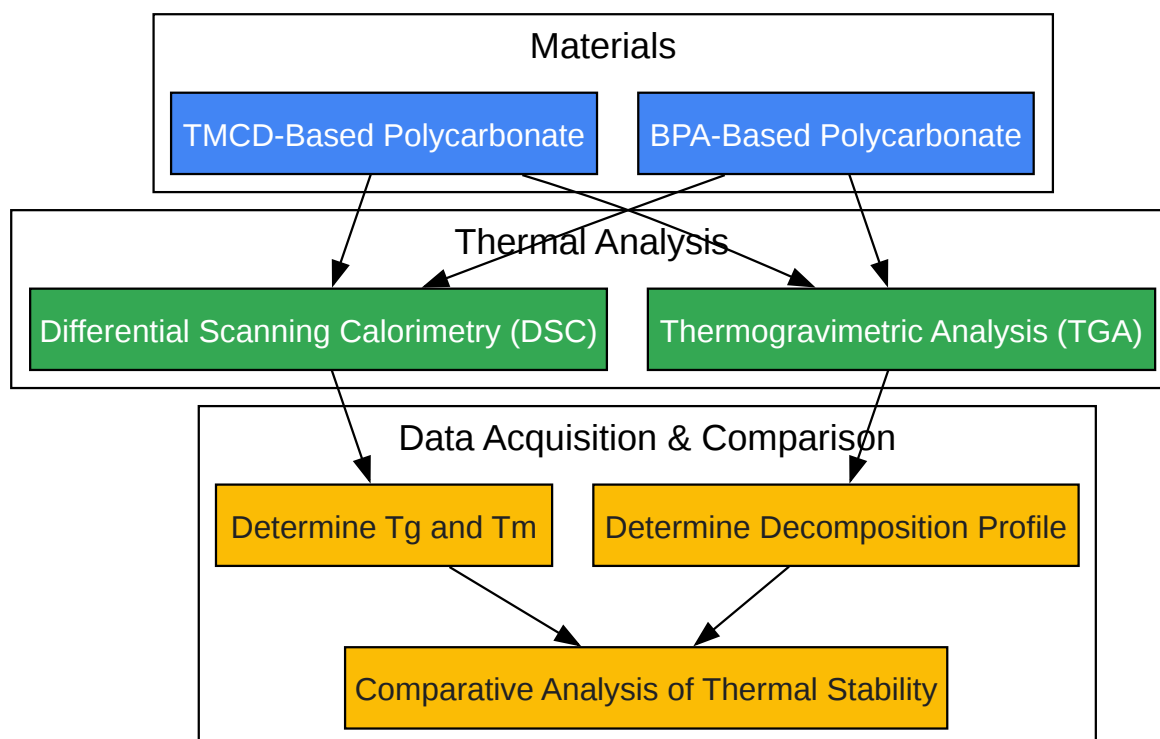 Materials
TMCD-Based Polycarbonate
BPA-Based Polycarbonate
Thermal Analysis
Differential Scanning Calorimetry (DSC)
Thermogravimetric Analysis (TGA)
Data Acquisition & Comparison
Determine Tg and Tm
Determine Decomposition Profile
Comparative Analysis of Thermal Stability